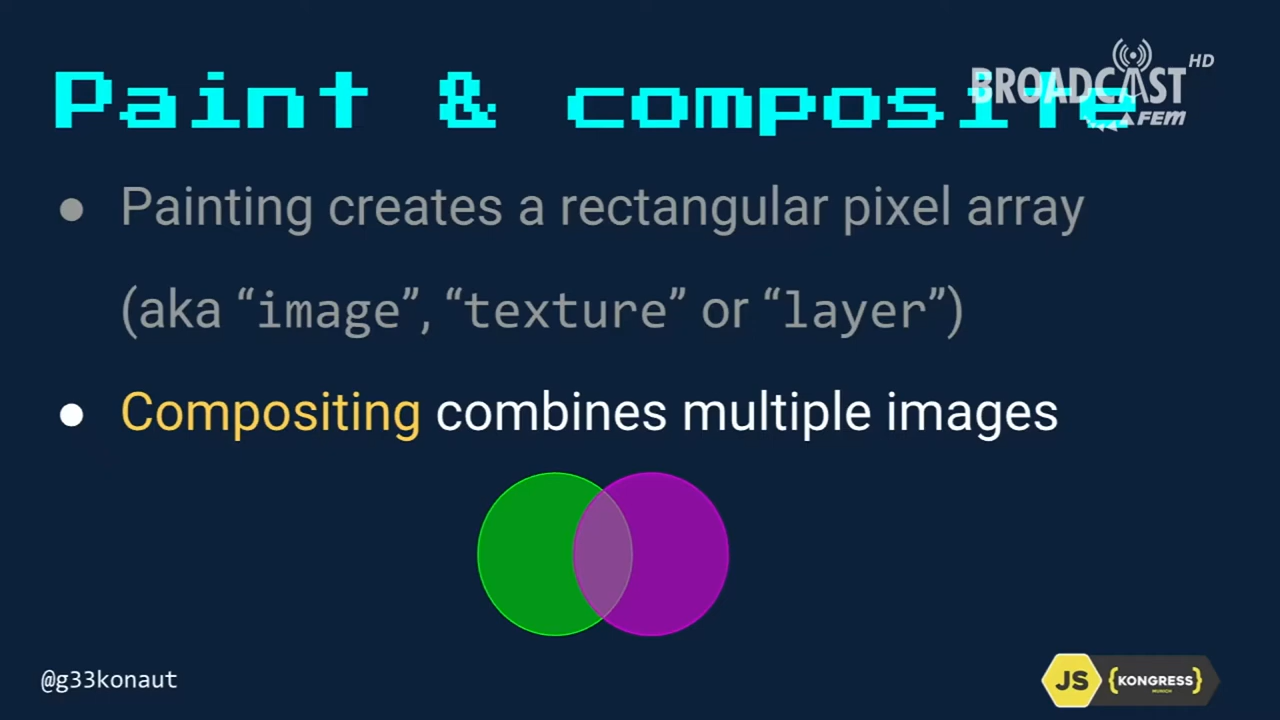 Paint & composite
BROADCAST HD
FEM
● Painting creates a rectangular pixel array
(aka “image”, “texture” or “layer”)
● Compositing combines multiple images
@g33konaut
JS {KONGRESS}
MUNICH